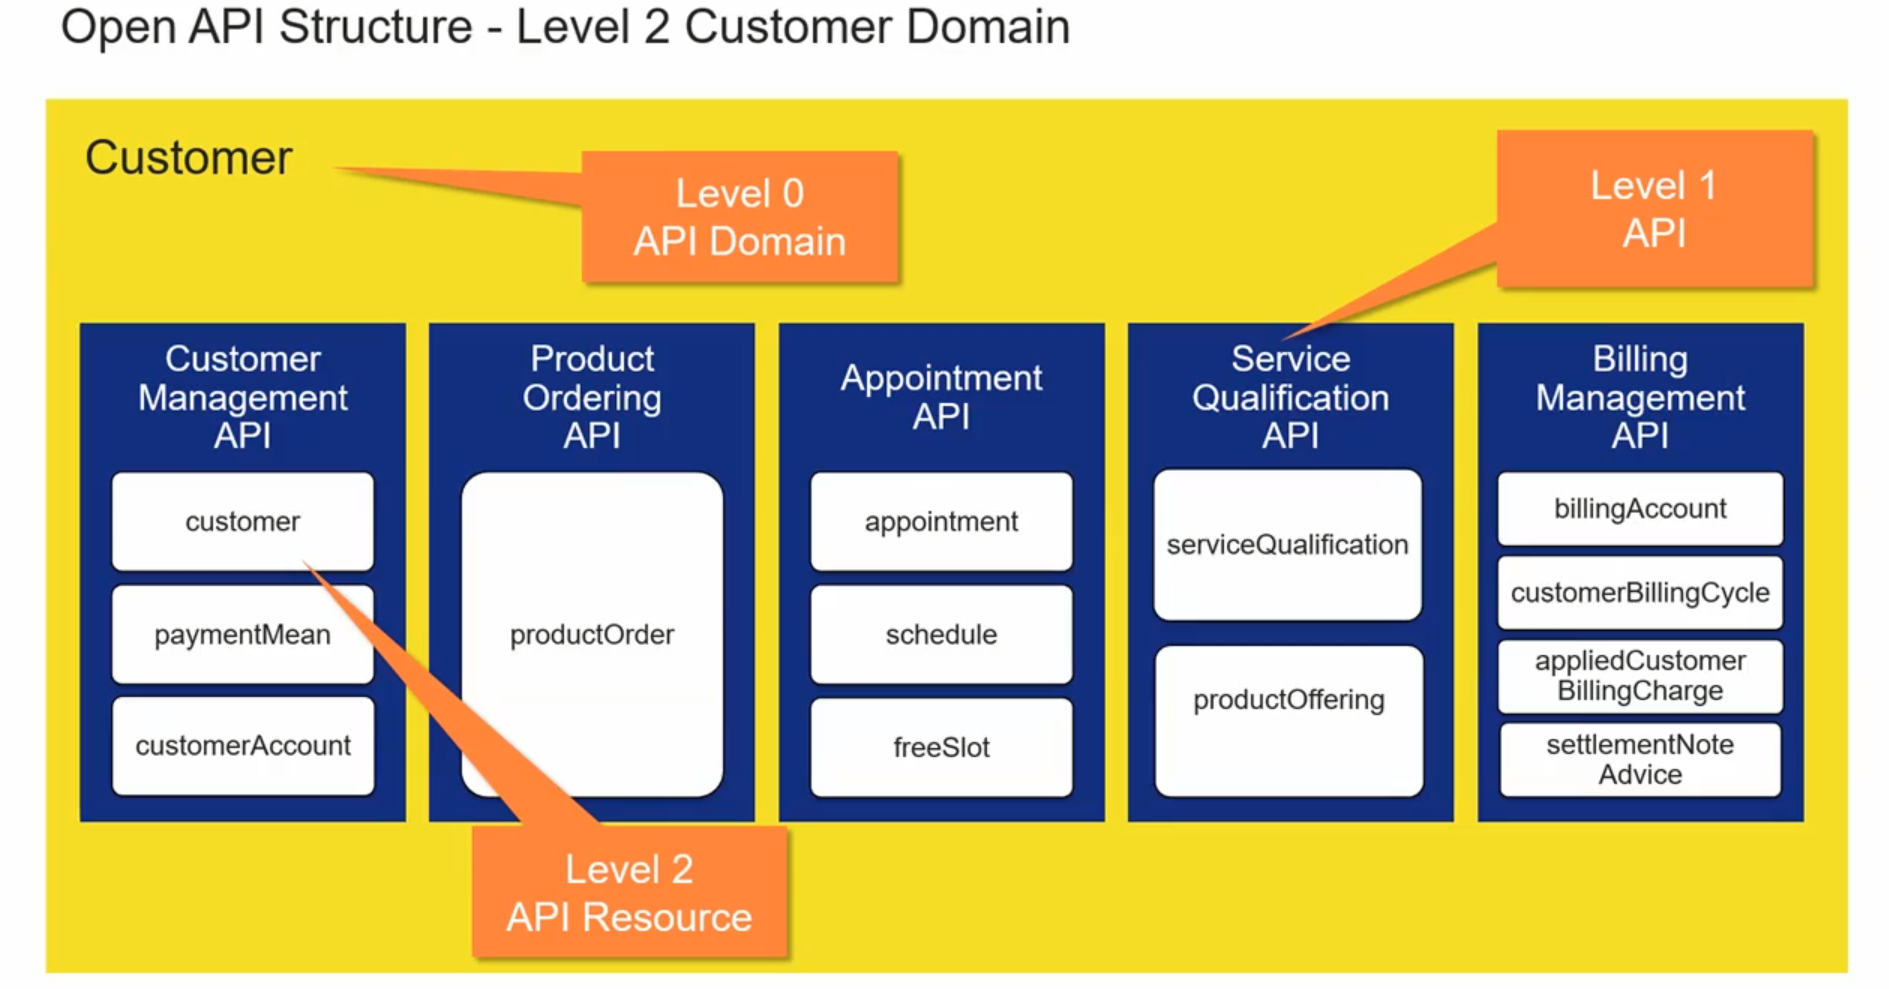 Open API Structure - Level 2 Customer Domain
Customer
Level 0
API Domain
Level 1
API
Customer
Management
API
customer
paymentMean
customerAccount
Product
Ordering
API
productOrder
Appointment
API
appointment
schedule
freeSlot
Service
Qualification
API
serviceQualification
productOffering
Billing
Management
API
billingAccount
customerBillingCycle
appliedCustomer
BillingCharge
settlementNote
Advice
Level 2
API Resource